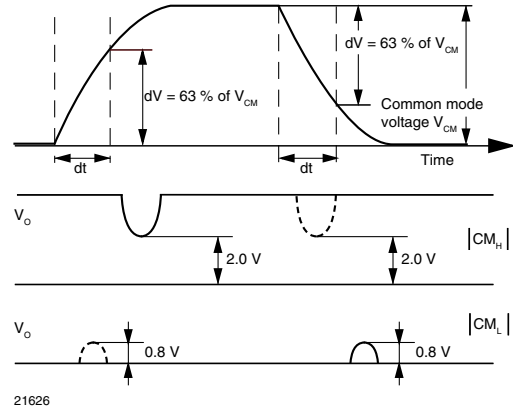 dV = 63 % of V_CM
dV = 63 % of V_CM
Common mode
voltage V_CM
dt
dt
Time
V_O
|CM_H|
2.0 V
2.0 V
V_O
|CM_L|
0.8 V
0.8 V
21626